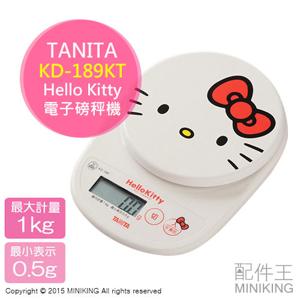 TANITA
KD-189KT
Hello Kitty
電子磅秤機
最大計量
1kg
最小表示
0.5g
HelloKitty
切
TANITA
配件王
MINIKING
Copyright © 2015 MINIKING All Rights Reserved